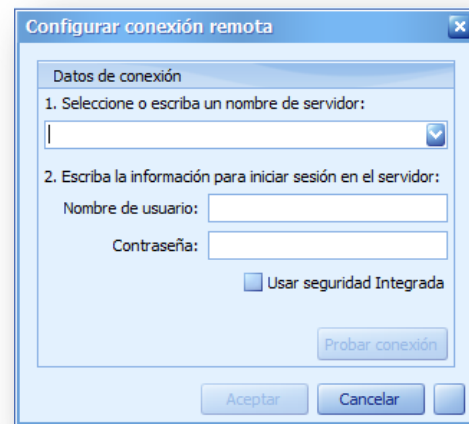 Configurar conexión remota
Datos de conexión
1. Seleccione o escriba un nombre de servidor:
2. Escriba la información para iniciar sesión en el servidor:
Nombre de usuario:
Contraseña:
Usar seguridad Integrada
Probar conexión
Aceptar Cancelar